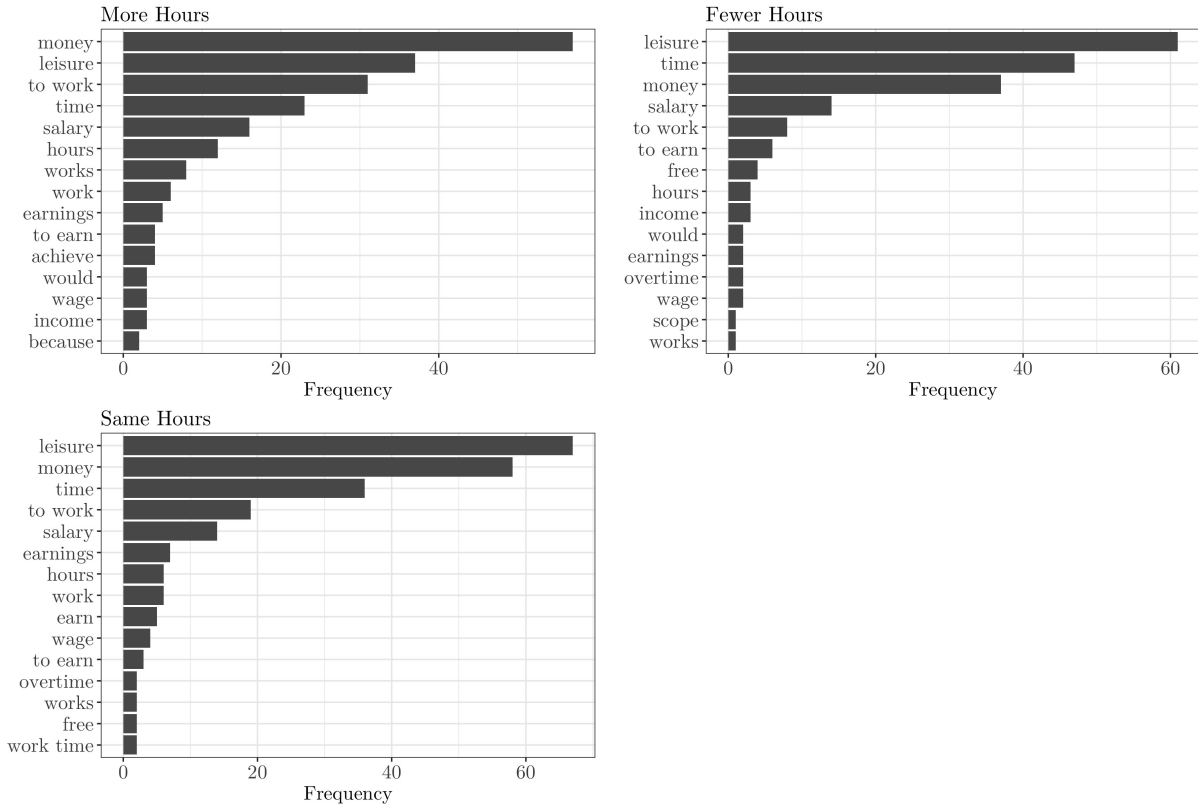 More Hours
money
leisure
to work
time
salary
hours
works
work
earnings
to earn
achieve
would
wage
income
because
0 20 40
Frequency
Fewer Hours
leisure
time
money
salary
to work
to earn
free
hours
income
would
earnings
overtime
wage
scope
works
0 20 40 60
Frequency
Same Hours
leisure
money
time
to work
salary
earnings
hours
work
earn
wage
to earn
overtime
works
free
work time
0 20 40 60
Frequency